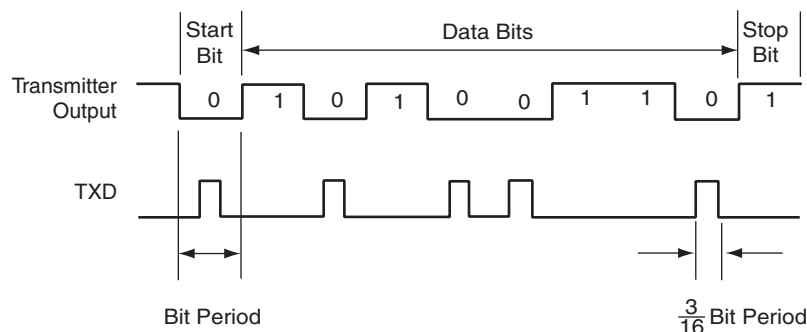 Start
Bit
Data Bits
Stop
Bit
Transmitter
Output
0 1 0 1 0 0 1 1 0 1
TXD
Bit Period
3/16 Bit Period